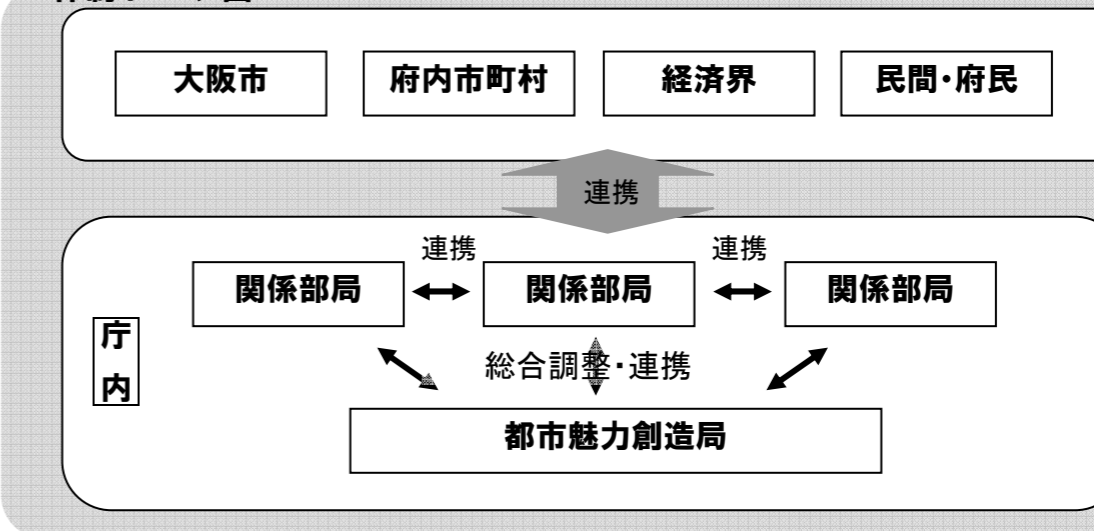 大阪市
府内市町村
経済界
民間・府民
連携
連携
連携
関係部局
関係部局
関係部局
庁内
総合調整・連携
都市魅力創造局